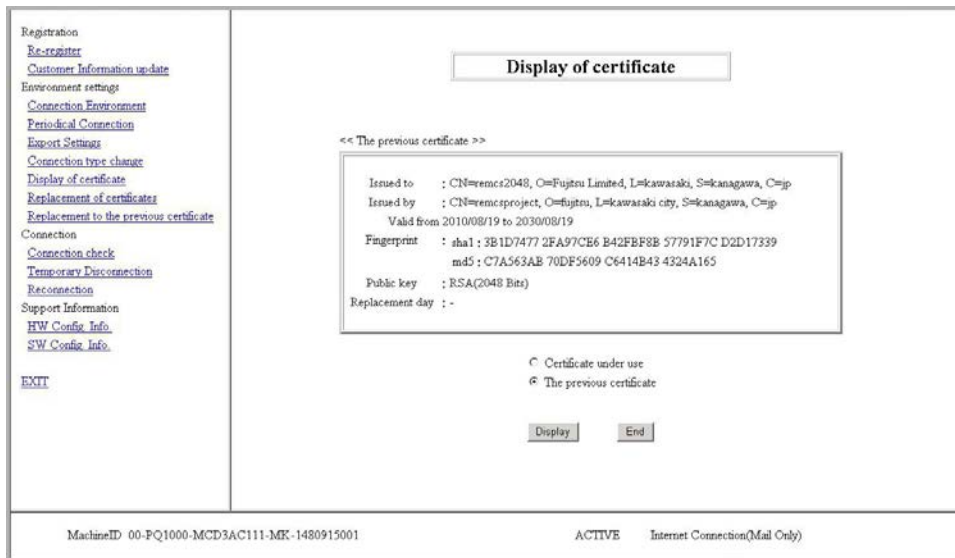 Registration
Re-register
Customer Information update
Environment settings
Connection Environment
Periodical Connection
Export Settings
Connection type change
Display of certificate
Replacement of certificates
Replacement to the previous certificate
Connection
Connection check
Temporary Disconnection
Reconnection
Support Information
HW Config. Info.
SW Config. Info.
EXIT
Display of certificate
<< The previous certificate >>
Issued to : CN=remcs2048, O=Fujitsu Limited, L=kawasaki, S=kanagawa, C=jp
Issued by : CN=remcsproject, O=fujitsu, L=kawasaki city, S=kanagawa, C=jp
Valid from 2010/08/19 to 2030/08/19
Fingerprint : sha1 : 3B1D7477 2FA97CE6 B42FBF8B 57791F7C D2D17339
md5 : C7A563AB 70DF5609 C6414B43 4324A165
Public key : RSA(2048 Bits)
Replacement day : -
Certificate under use
The previous certificate
Display End
MachineID 00-PQ1000-MCD3AC111-MK-1480915001 ACTIVE Internet Connection(Mail Only)